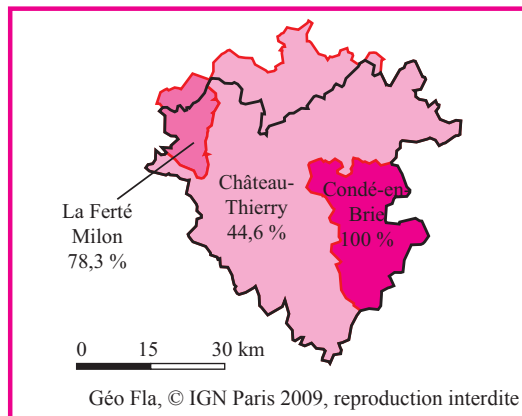 La Ferté
Milon
78,3 %
Château-
Thierry
44,6 %
Condé-en-
Brie
100 %
0 15 30 km
Géo Fla, © IGN Paris 2009, reproduction interdite